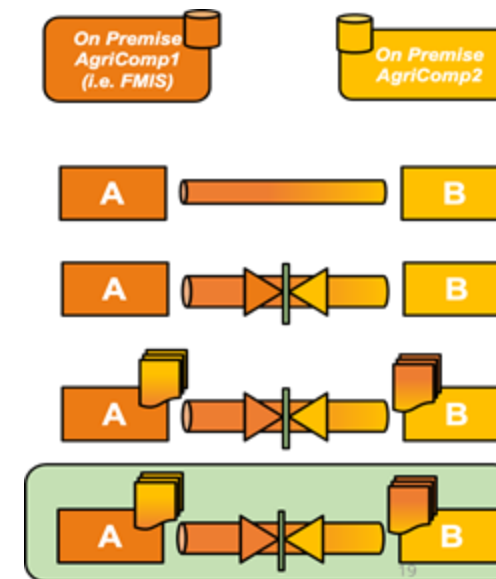 On Premise
AgriComp1
(i.e. FMIS)
On Premise
AgriComp2
A
B
A
B
A
B
A
B
19